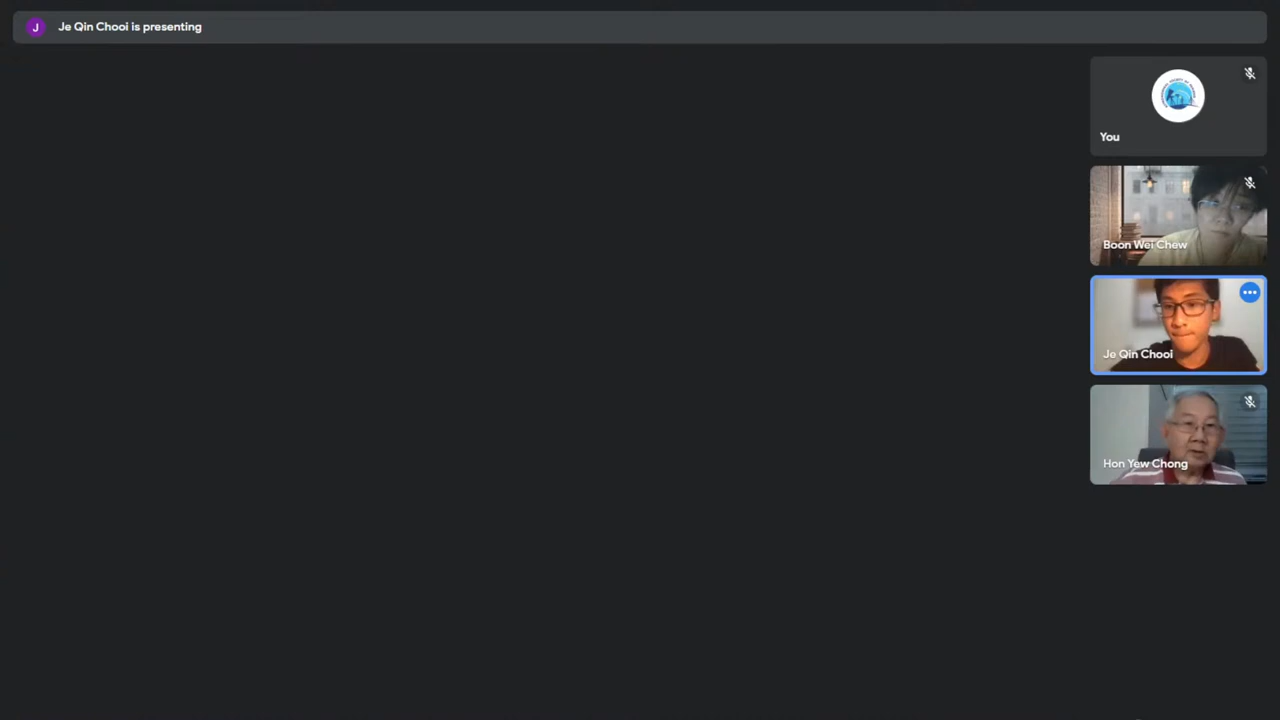 J
Je Qin Chooi is presenting
You
Boon Wei Chew
Je Qin Chooi
Hon Yew Chong